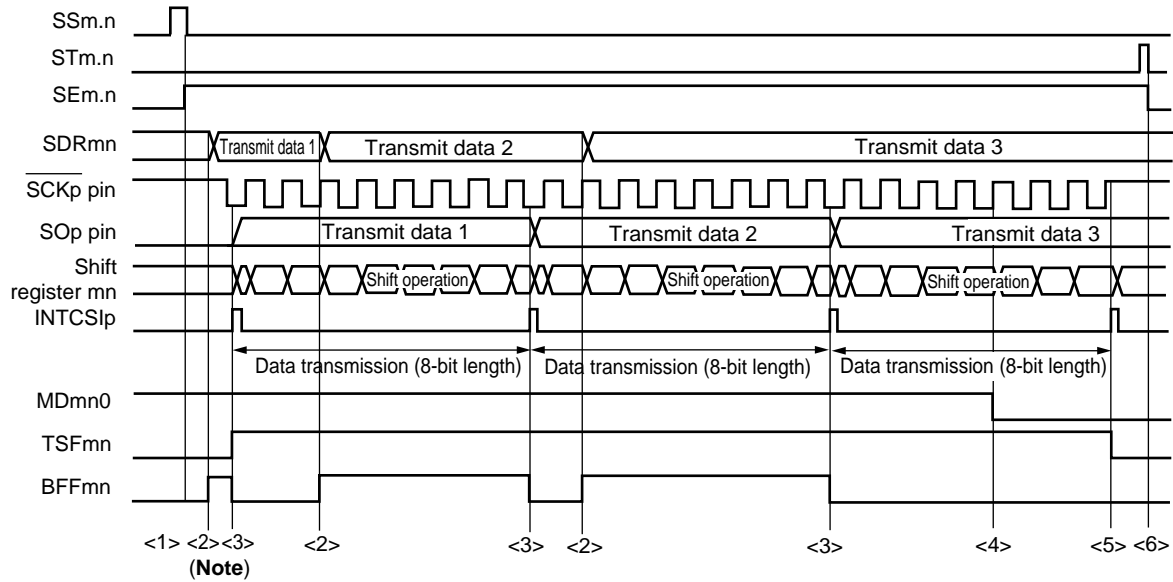 SSm.n
STm.n
SEm.n
SDRmn Transmit data 1 Transmit data 2 Transmit data 3
SCKp pin
SOp pin Transmit data 1 Transmit data 2 Transmit data 3
Shift
register mn Shift operation Shift operation Shift operation
INTCSIp
Data transmission (8-bit length) Data transmission (8-bit length) Data transmission (8-bit length)
MDmn0
TSFmn
BFFmn
<1> <2> <3> <2> <3> <2> <3> <4> <5> <6>
(Note)